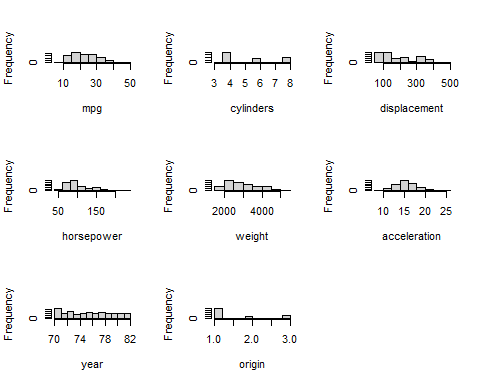 Frequency
0
10 30 50
mpg
Frequency
0
3 4 5 6 7 8
cylinders
Frequency
0
100 300 500
displacement
Frequency
0
50 150
horsepower
Frequency
0
2000 4000
weight
Frequency
0
10 15 20 25
acceleration
Frequency
0
70 74 78 82
year
Frequency
0
1.0 2.0 3.0
origin